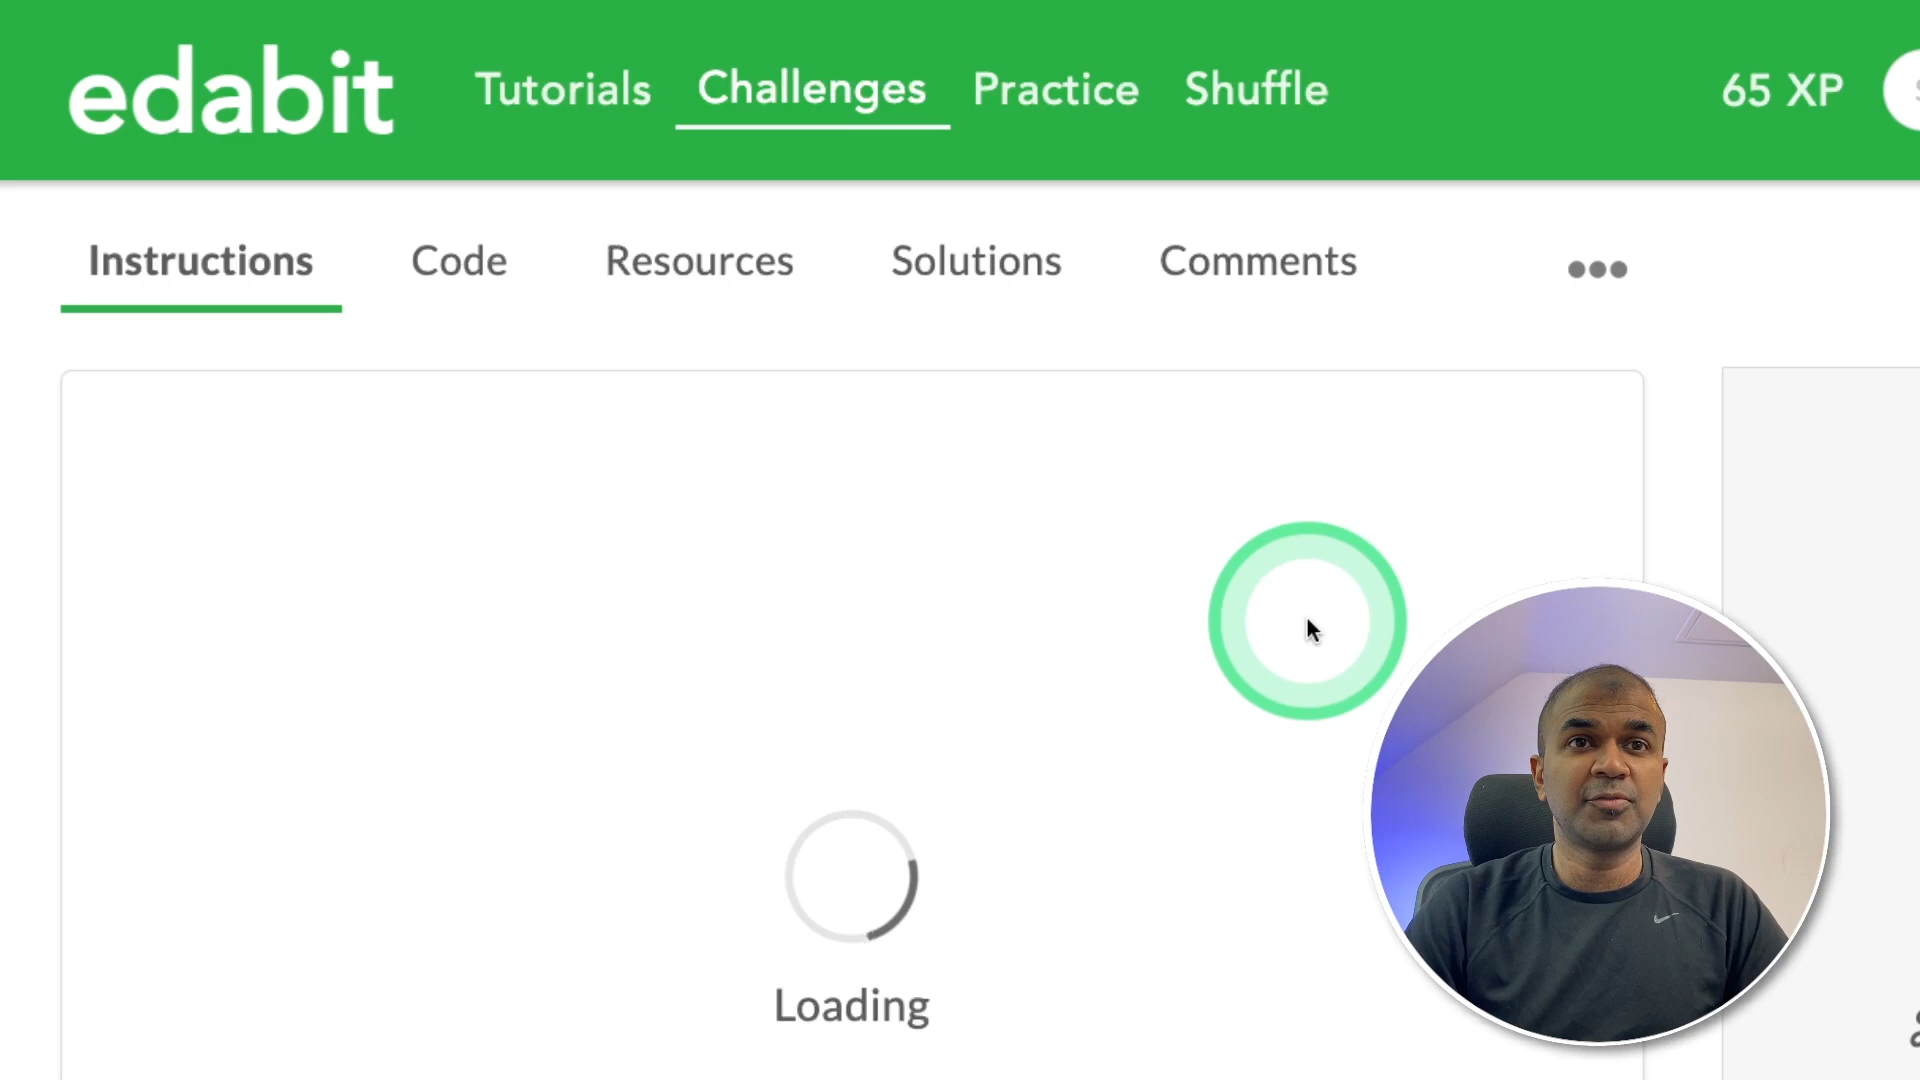 edabit
Tutorials
Challenges
Practice
Shuffle
65 XP
Instructions
Code
Resources
Solutions
Comments
Loading